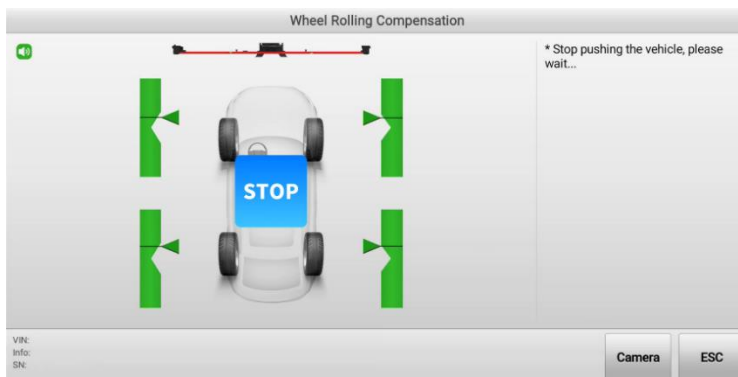 Wheel Rolling Compensation
* Stop pushing the vehicle, please
wait...
STOP
VIN:
Info:
SN:
Camera
ESC